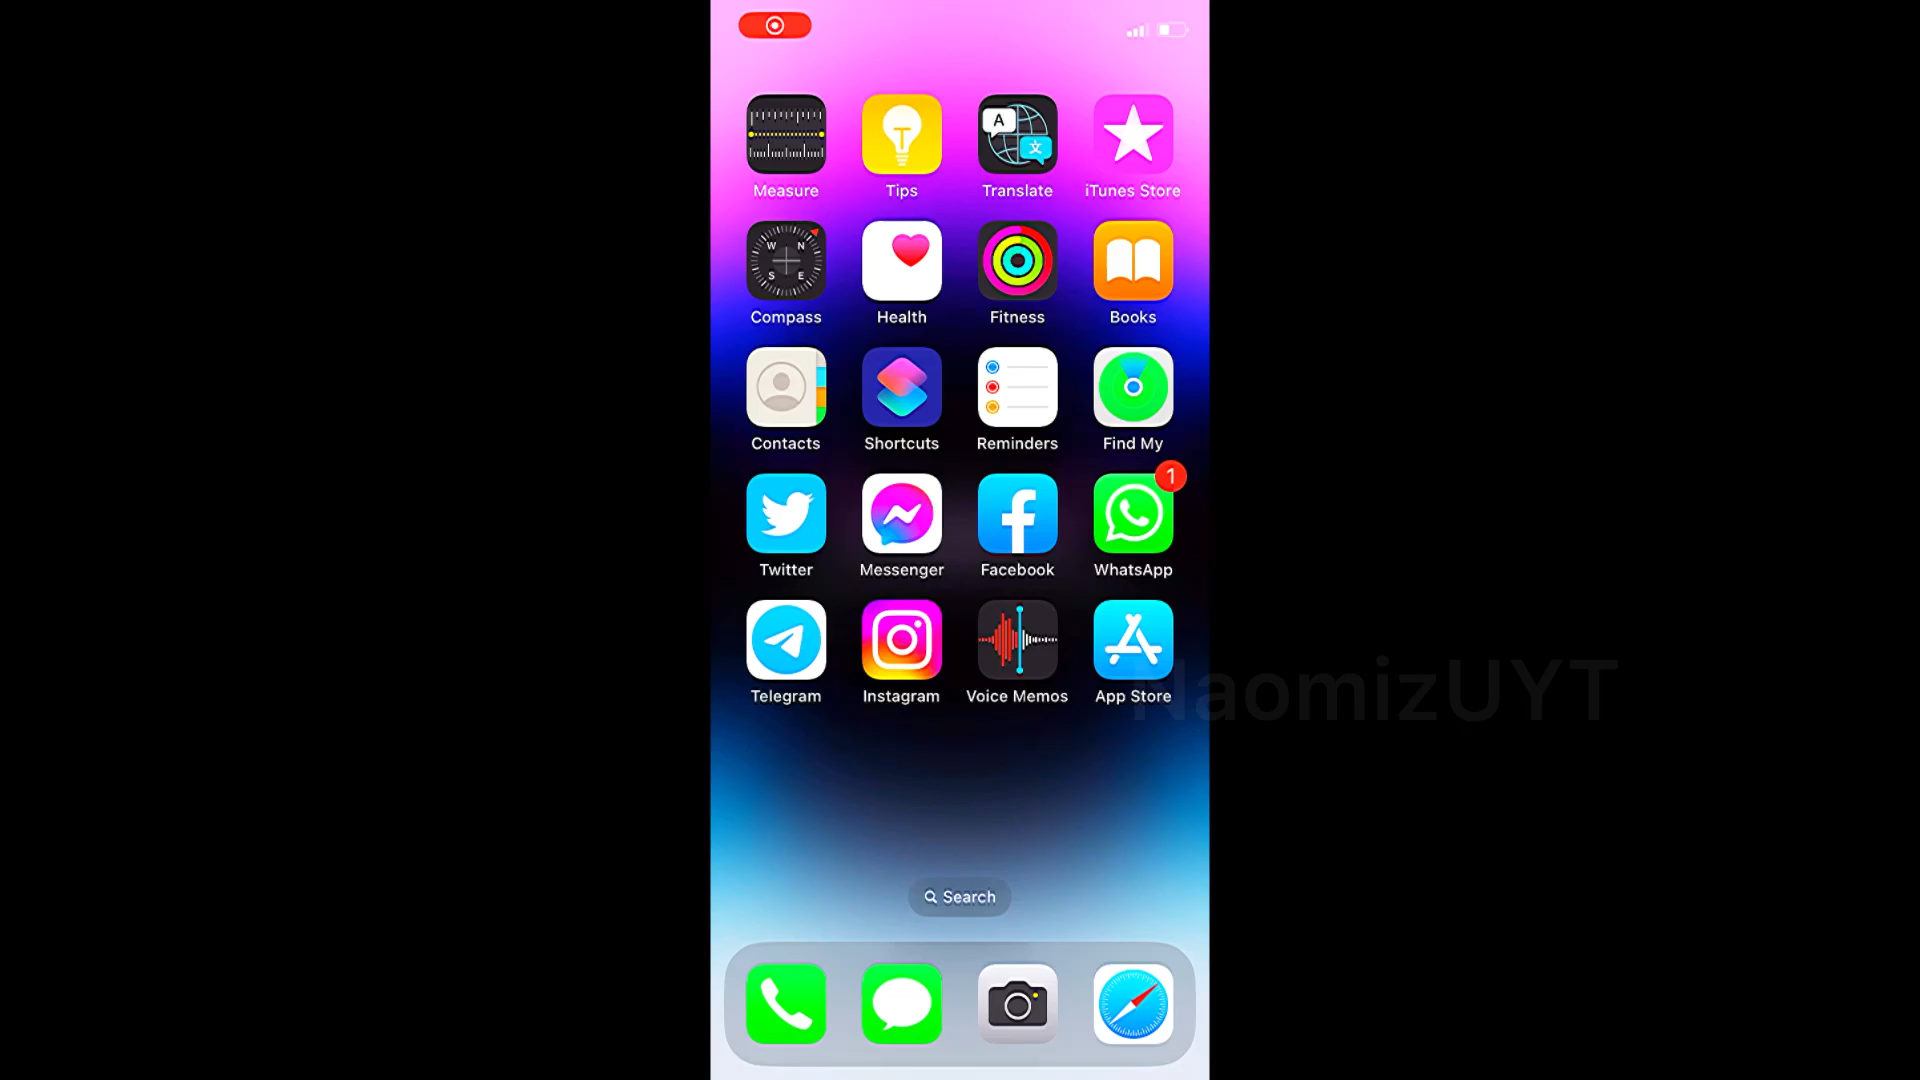 Measure Tips Translate iTunes Store
A
文
W N
S E
Compass Health Fitness Books
Contacts Shortcuts Reminders Find My
1
Twitter Messenger Facebook WhatsApp
Telegram Instagram Voice Memos App Store
NaomizUYT
Search